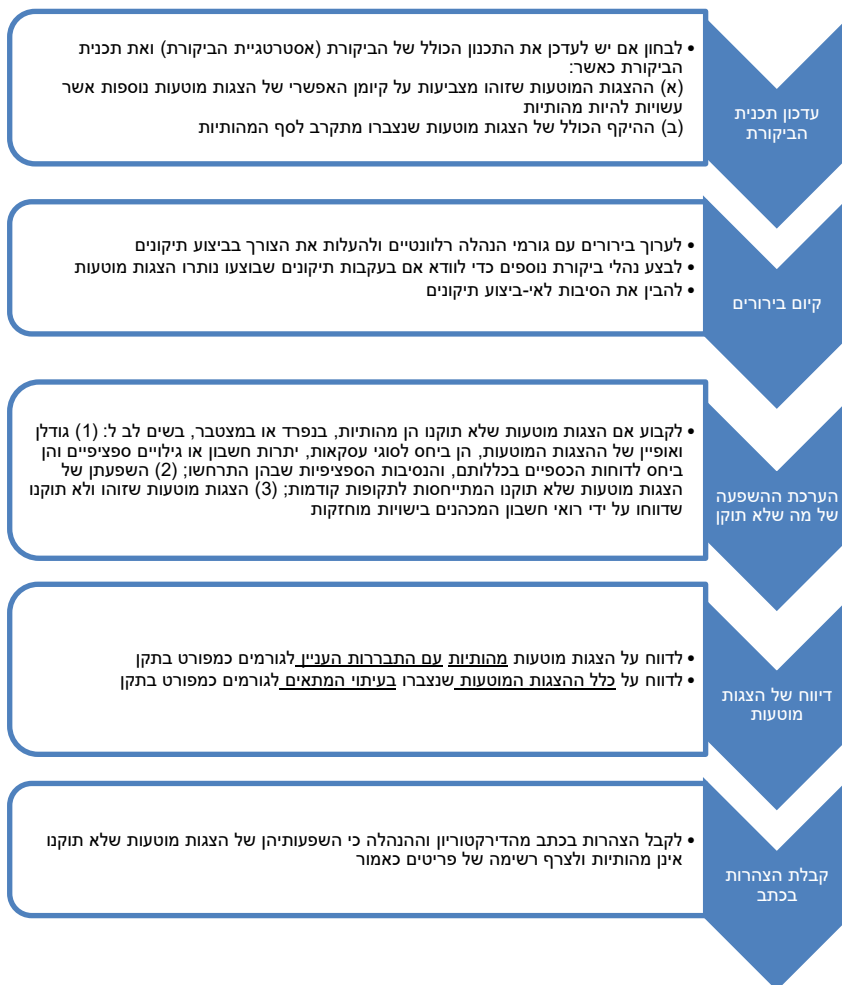 עדכון תכנית
הביקורת
• לבחון אם יש לעדכן את התכנון הכולל של הביקורת (אסטרטגיית הביקורת) ואת תכנית
הביקורת כאשר:
(א) ההצגות המוטעות שזוהו מצביעות על קיומן האפשרי של הצגות מוטעות נוספות אשר
עשויות להיות מהותיות
(ב) ההיקף הכולל של הצגות מוטעות שנצברו מתקרב לסף המהותיות
קיום בירורים
• לערוך בירורים עם גורמי הנהלה רלוונטיים ולהעלות את הצורך בביצוע תיקונים
• לבצע נהלי ביקורת נוספים כדי לוודא אם בעקבות תיקונים שבוצעו נותרו הצגות מוטעות
• להבין את הסיבות לאי-ביצוע תיקונים
הערכת ההשפעה
של מה שלא תוקן
• לקבוע אם הצגות מוטעות שלא תוקנו הן מהותיות, בנפרד או במצטבר, בשים לב ל: (1) גודלן
ואופיין של ההצגות המוטעות, הן ביחס לסוגי עסקאות, יתרות חשבון או גילויים ספציפיים והן
ביחס לדוחות הכספיים בכללותם, והנסיבות הספציפיות שבהן התרחשו; (2) השפעתן של
הצגות מוטעות שלא תוקנו המתייחסות לתקופות קודמות; (3) הצגות מוטעות שזוהו ולא תוקנו
שדווחו על ידי רואי חשבון המכהנים בישויות מוחזקות
דיווח של הצגות
מוטעות
• לדווח על הצגות מוטעות מהותיות עם התבררות העניין לגורמים כמפורט בתקן
• לדווח על כלל ההצגות המוטעות שנצברו בעיתוי המתאים לגורמים כמפורט בתקן
קבלת הצהרות
בכתב
• לקבל הצהרות בכתב מהדירקטוריון וההנהלה כי השפעותיהן של הצגות מוטעות שלא תוקנו
אינן מהותיות ולצרף רשימה של פריטים כאמור